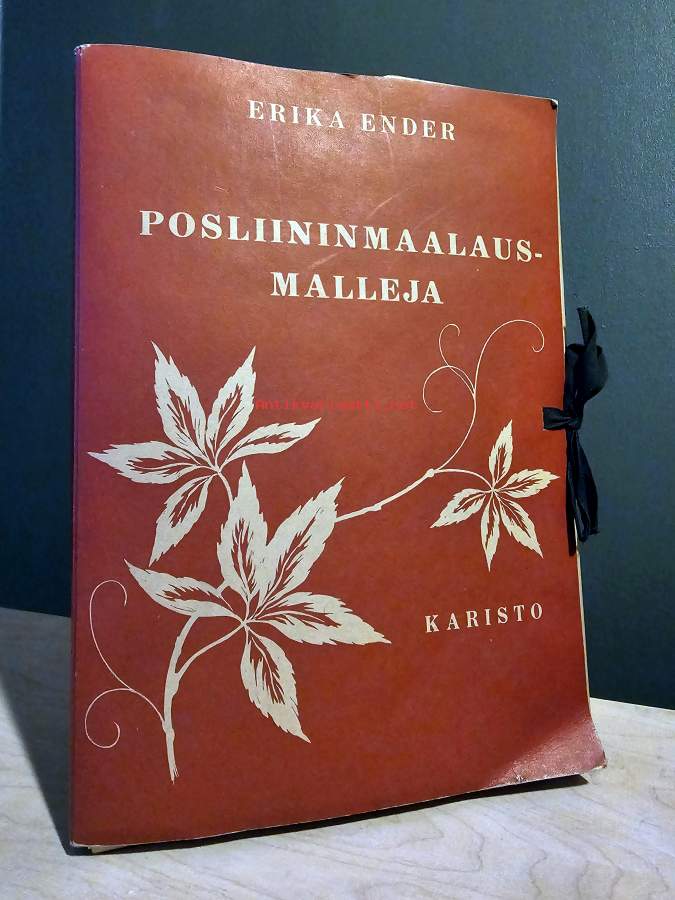 ERIKA ENDER
POSLIININMAALAUS-
MALLEJA
KARISTO